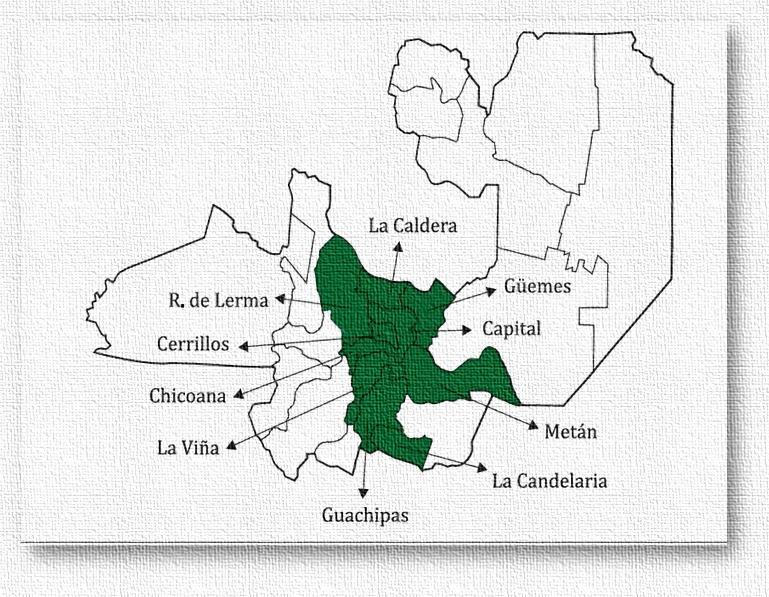 La Caldera
Güemes
R. de Lerma
Capital
Cerrillos
Chicoana
Metán
La Viña
La Candelaria
Guachipas